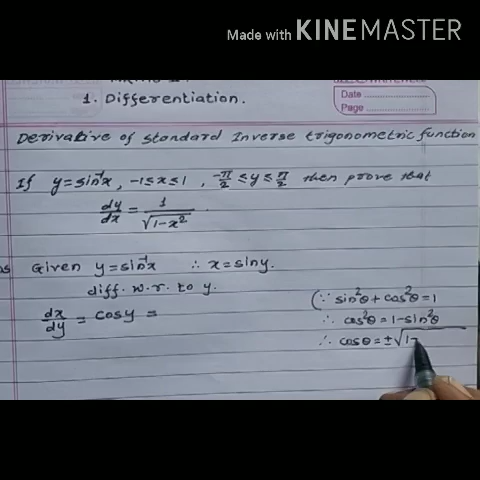 Made with KINEMASTER
Date
Page
1. Differentiation.
Derivative of standard Inverse trigonometric function
If y=sin⁻¹x, -1≤x≤1, -π/2≤y≤π/2 then prove that
dy/dx = 1/√1-x²
Given y=sin⁻¹x ∴ x=siny.
diff. w.r. to y.
dx/dy = cosy =
(∵ sin²θ+cos²θ=1
∴ cos²θ=1-sin²θ
∴ cosθ=±√1-